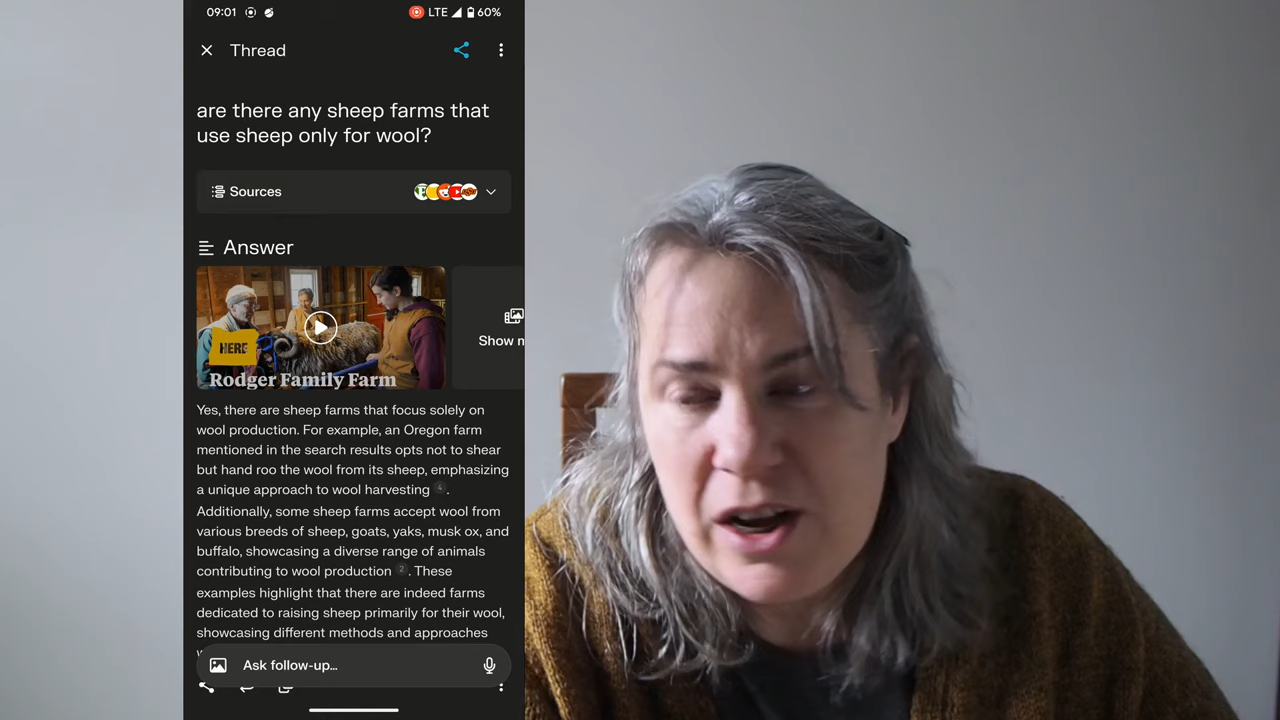 09:01
LTE 60%
Thread
are there any sheep farms that
use sheep only for wool?
Sources
Answer
HERE
Rodger Family Farm
Show
Yes, there are sheep farms that focus solely on
wool production. For example, an Oregon farm
mentioned in the search results opts not to shear
but hand roo the wool from its sheep, emphasizing
a unique approach to wool harvesting 4.
Additionally, some sheep farms accept wool from
various breeds of sheep, goats, yaks, musk ox, and
buffalo, showcasing a diverse range of animals
contributing to wool production 2. These
examples highlight that there are indeed farms
dedicated to raising sheep primarily for their wool,
showcasing different methods and approaches
Ask follow-up...